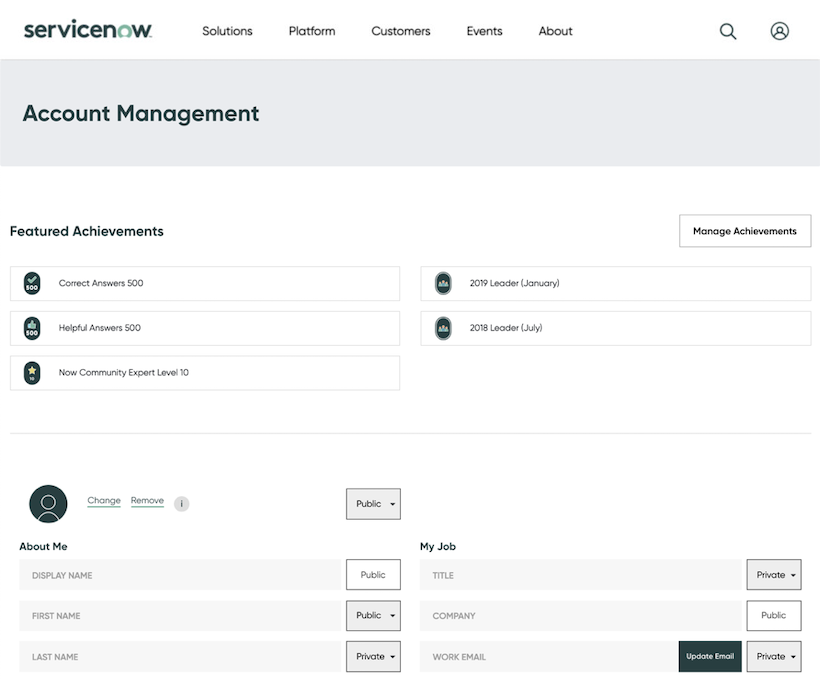 servicenow
Solutions Platform Customers Events About
Account Management
Featured Achievements
Manage Achievements
500
Correct Answers 500
2019 Leader (January)
500
Helpful Answers 500
2018 Leader (July)
10
Now Community Expert Level 10
Change Remove i
Public
About Me
My Job
DISPLAY NAME Public
TITLE Private
FIRST NAME Public
COMPANY Public
LAST NAME Private
WORK EMAIL Update Email Private